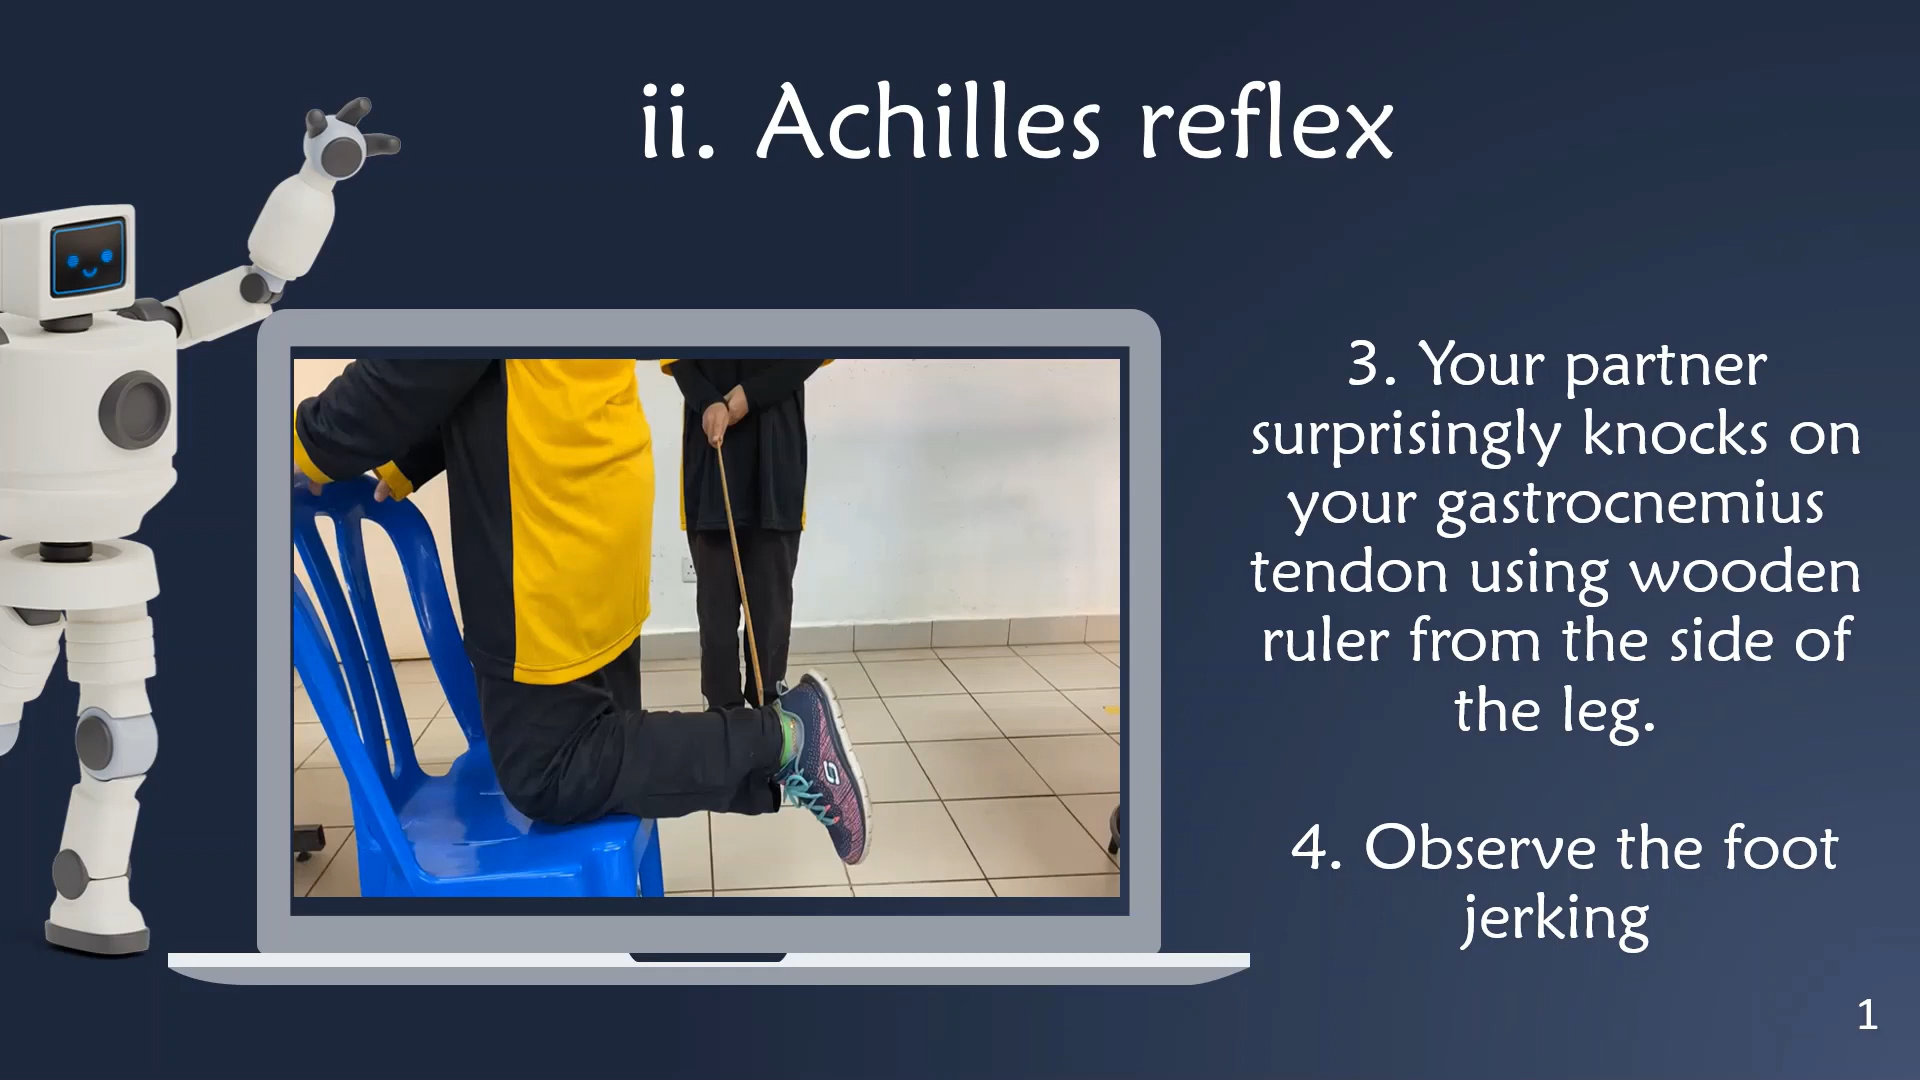 ii. Achilles reflex
3. Your partner
surprisingly knocks on
your gastrocnemius
tendon using wooden
ruler from the side of
the leg.
4. Observe the foot
jerking
1